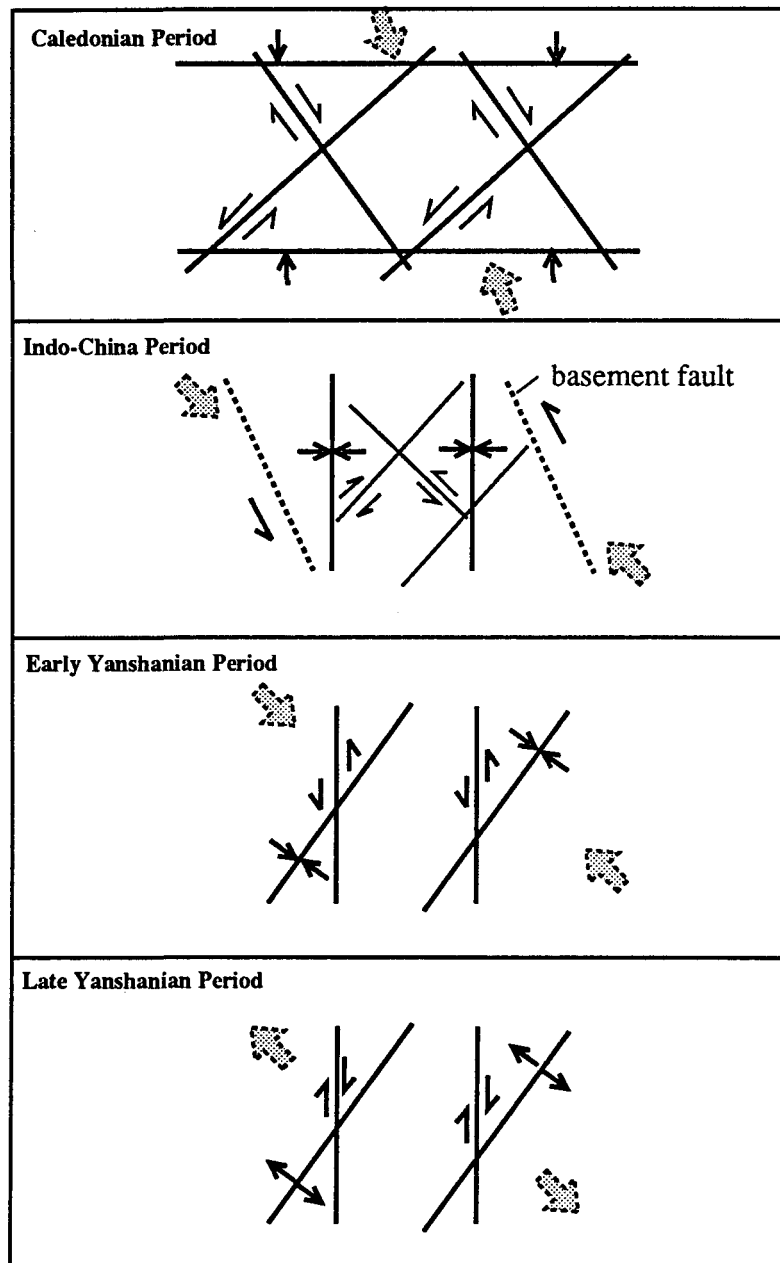 Caledonian Period
Indo-China Period
basement fault
Early Yanshanian Period
Late Yanshanian Period